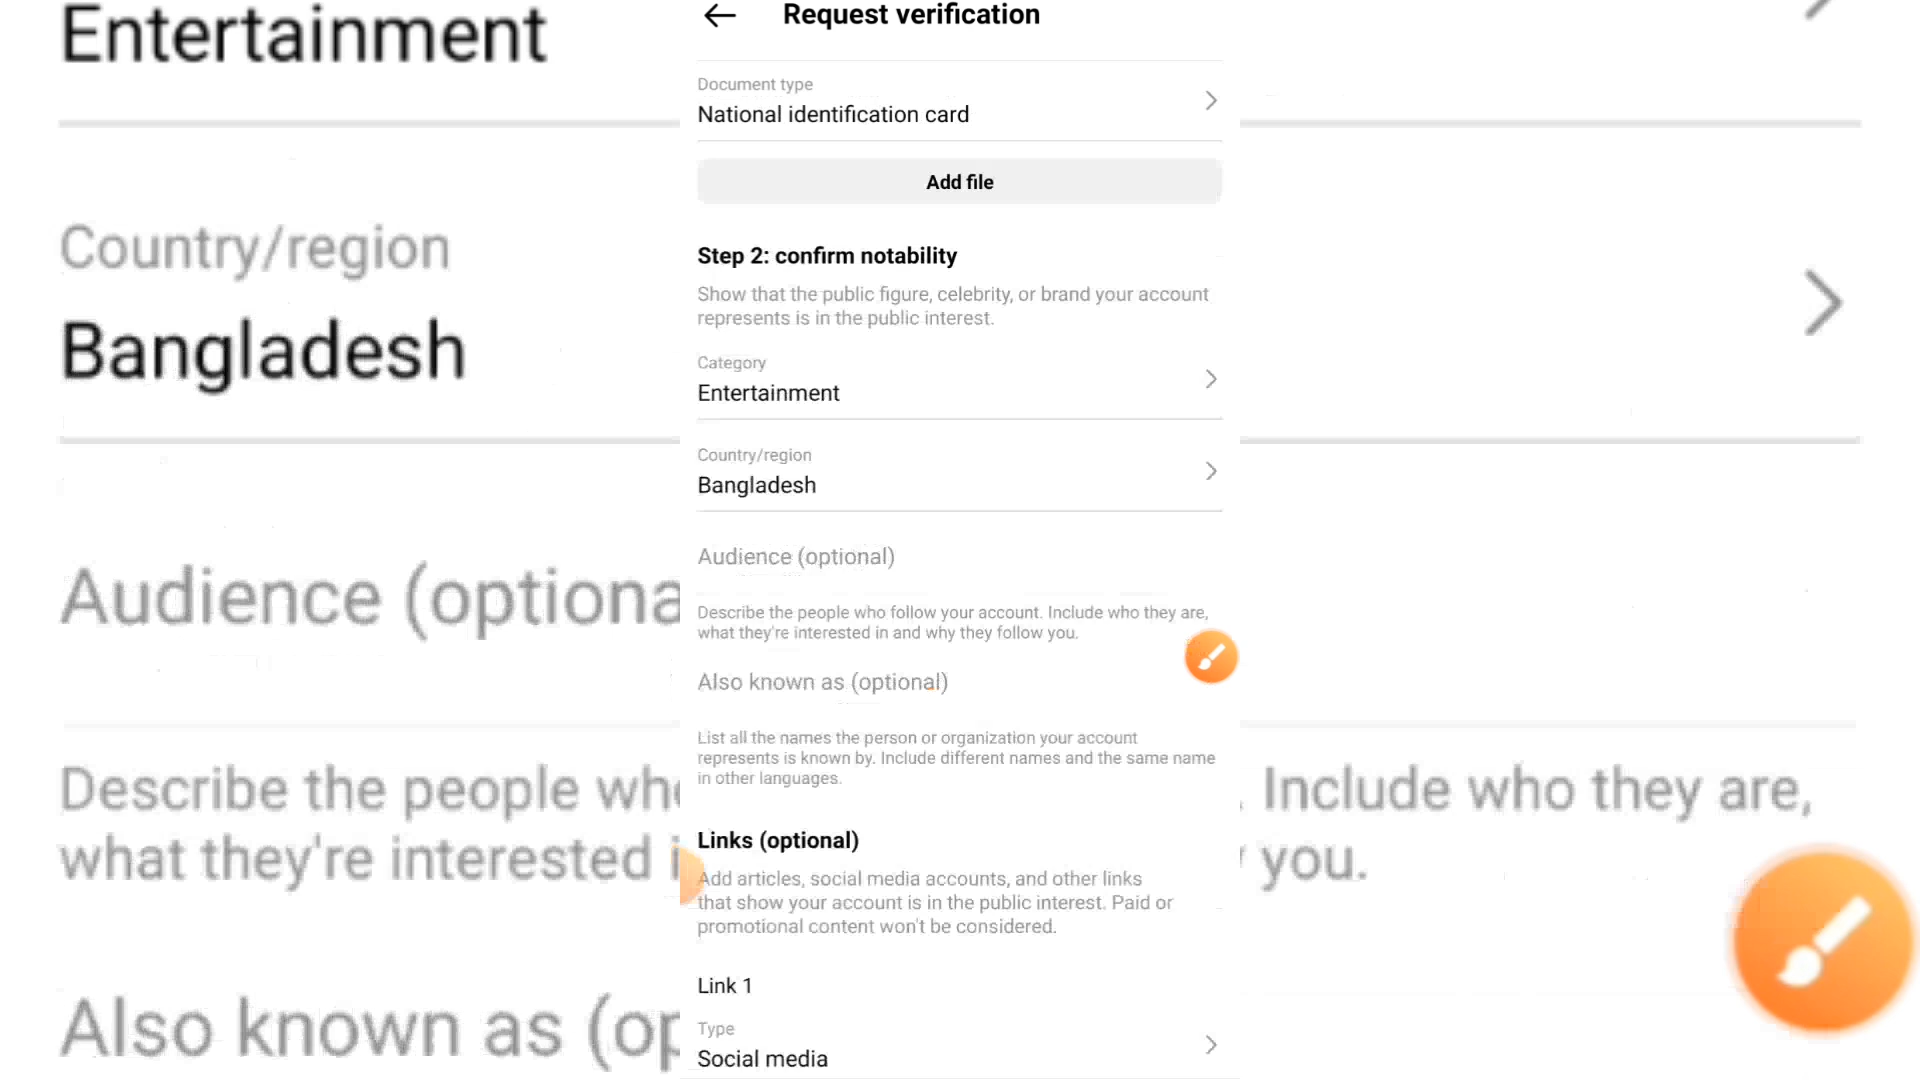 Request verification
Document type
National identification card
Add file
Step 2: confirm notability
Show that the public figure, celebrity, or brand your account
represents is in the public interest.
Category
Entertainment
Country/region
Bangladesh
Audience (optional)
Describe the people who follow your account. Include who they are,
what they're interested in and why they follow you.
Also known as (optional)
List all the names the person or organization your account
represents is known by. Include different names and the same name
in other languages.
Links (optional)
Add articles, social media accounts, and other links
that show your account is in the public interest. Paid or
promotional content won't be considered.
Link 1
Type
Social media
Entertainment
Country/region
Bangladesh
Audience (optiona
Describe the people who
Include who they are,
what they're interested i
you.
Also known as (op